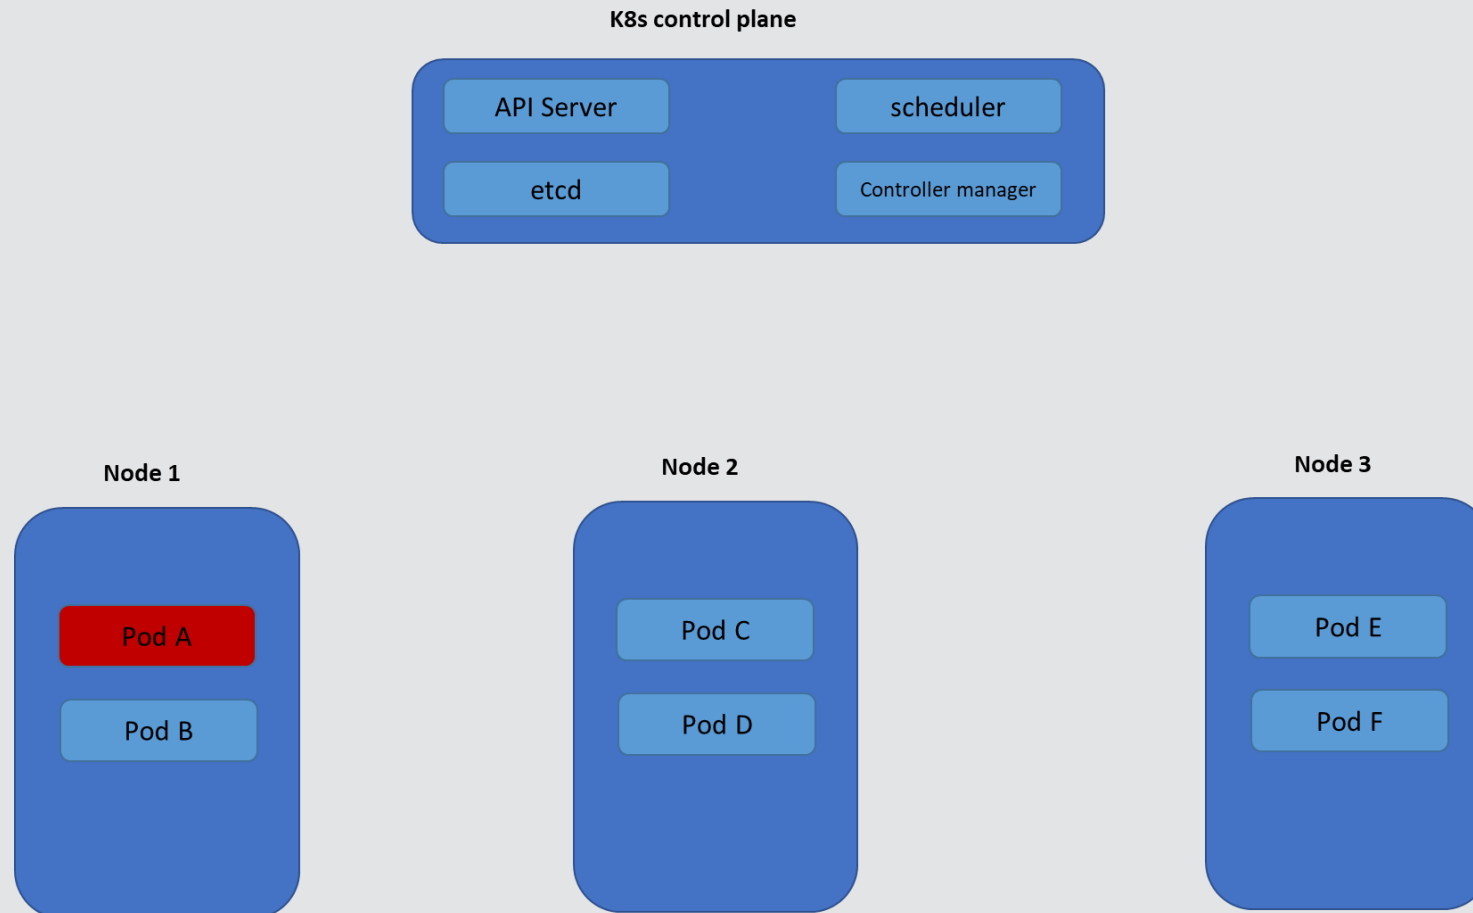 K8s control plane
API Server
scheduler
etcd
Controller manager
Node 1
Node 2
Node 3
Pod A
Pod C
Pod E
Pod B
Pod D
Pod F